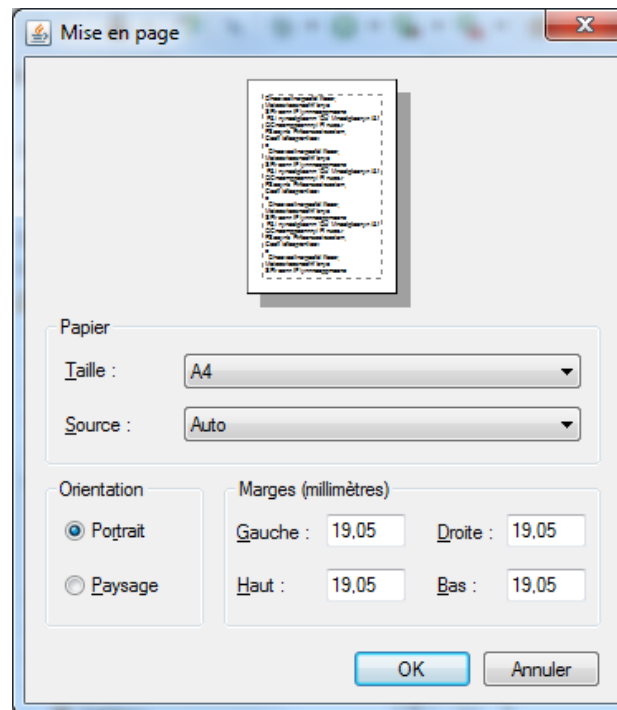 Mise en page
Papier
Taille :
A4
Source :
Auto
Orientation
Marges (millimètres)
Portrait
Gauche : 19,05 Droite : 19,05
Paysage
Haut : 19,05 Bas : 19,05
OK Annuler